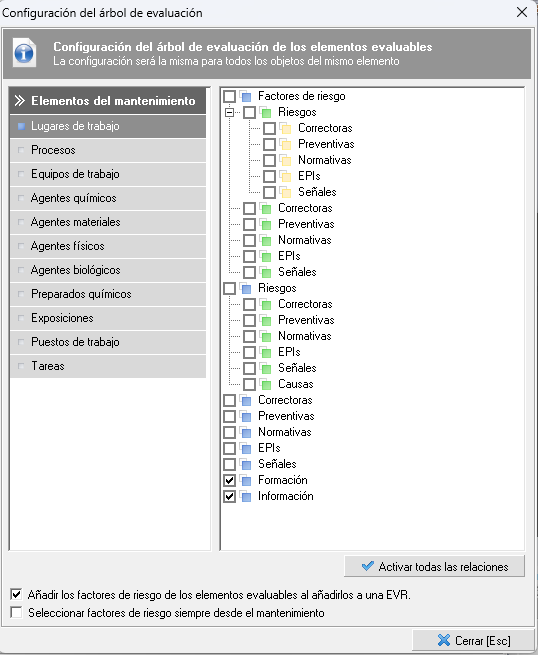 Configuración del árbol de evaluación
Configuración del árbol de evaluación de los elementos evaluables
La configuración será la misma para todos los objetos del mismo elemento
Elementos del mantenimiento
Lugares de trabajo
Procesos
Equipos de trabajo
Agentes químicos
Agentes materiales
Agentes físicos
Agentes biológicos
Preparados químicos
Exposiciones
Puestos de trabajo
Tareas
Factores de riesgo
Riesgos
Correctoras
Preventivas
Normativas
EPIs
Señales
Correctoras
Preventivas
Normativas
EPIs
Señales
Riesgos
Correctoras
Preventivas
Normativas
EPIs
Señales
Causas
Correctoras
Preventivas
Normativas
EPIs
Señales
Formación
Información
Activar todas las relaciones
Añadir los factores de riesgo de los elementos evaluables al añadirlos a una EVR.
Seleccionar factores de riesgo siempre desde el mantenimiento
Cerrar [Esc]